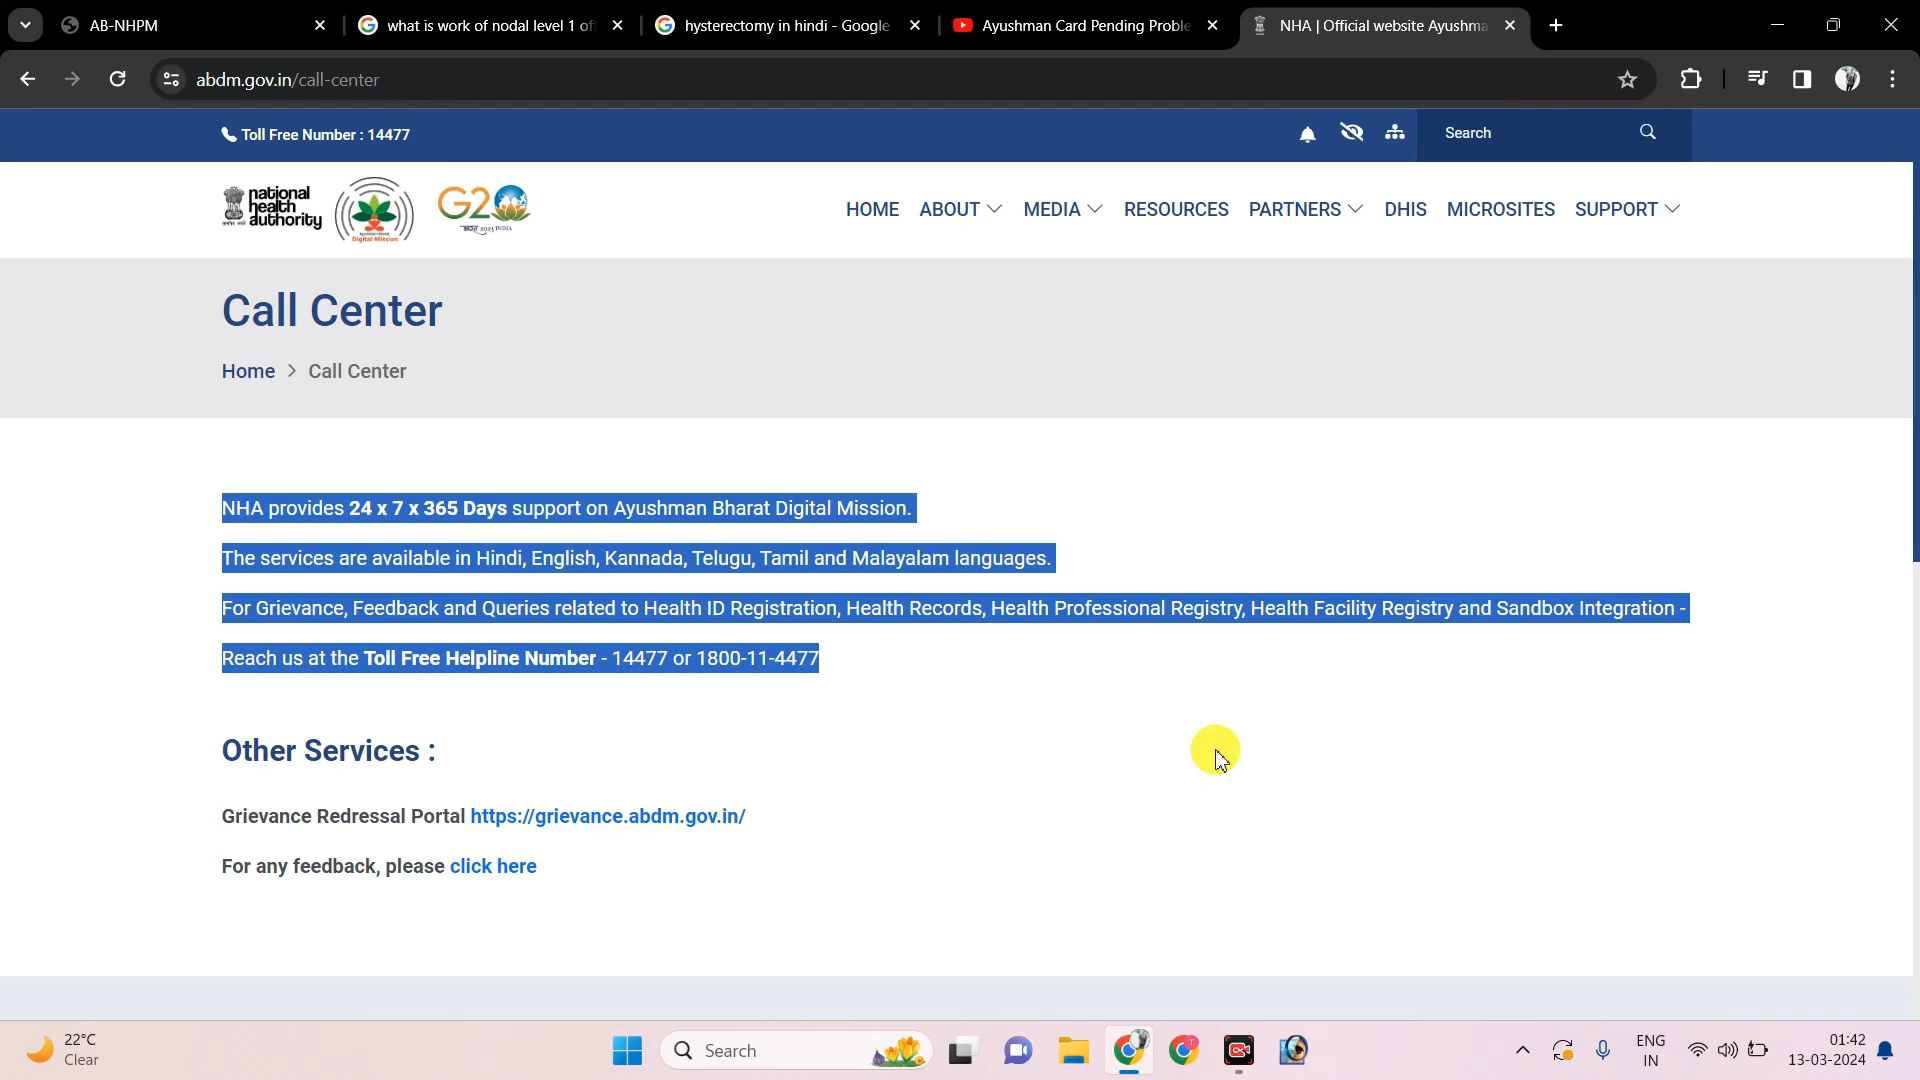 AB-NHPM
what is work of nodal level 1 of
hysterectomy in hindi - Google
Ayushman Card Pending Proble
NHA | Official website Ayushma
abdm.gov.in/call-center
Toll Free Number : 14477
Search
national
health
authority
Digital Mission
G20
HOME ABOUT MEDIA RESOURCES PARTNERS DHIS MICROSITES SUPPORT
Call Center
Home > Call Center
NHA provides 24 x 7 x 365 Days support on Ayushman Bharat Digital Mission.
The services are available in Hindi, English, Kannada, Telugu, Tamil and Malayalam languages.
For Grievance, Feedback and Queries related to Health ID Registration, Health Records, Health Professional Registry, Health Facility Registry and Sandbox Integration -
Reach us at the Toll Free Helpline Number - 14477 or 1800-11-4477
Other Services :
Grievance Redressal Portal https://grievance.abdm.gov.in/
For any feedback, please click here
22°C
Clear
Search
ENG
IN
01:42
13-03-2024